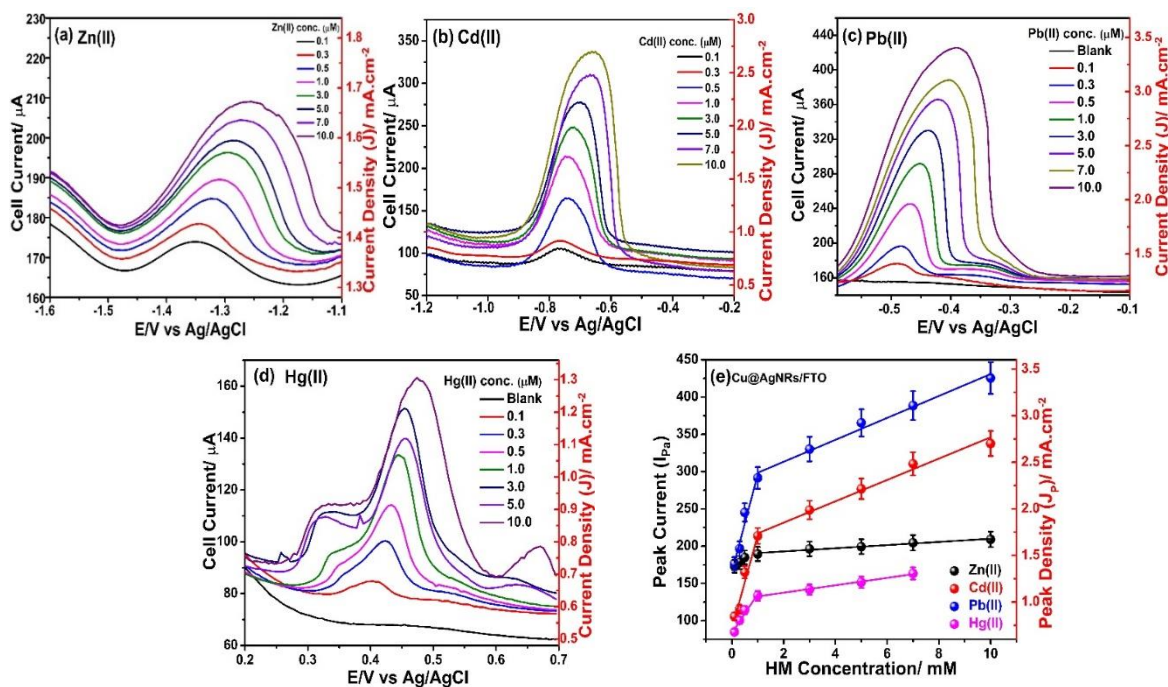 (a) Zn(II)
Zn(II) conc. (μM)
0.1
0.3
0.5
1.0
3.0
5.0
7.0
10.0
Cell Current/ μA
230
220
210
200
190
180
170
160
1.8
1.7
1.6
1.5
1.4
1.3
Current Density (J)/ mA.cm-2
-1.6 -1.5 -1.4 -1.3 -1.2 -1.1
E/V vs Ag/AgCl
(b) Cd(II)
Cd(II) conc. (μM)
0.1
0.3
0.5
1.0
3.0
5.0
7.0
10.0
Cell Current/ μA
350
300
250
200
150
100
50
3.0
2.5
2.0
1.5
1.0
0.5
Current Density (J)/ mA.cm-2
-1.2 -1.0 -0.8 -0.6 -0.4 -0.2
E/V vs Ag/AgCl
(c) Pb(II)
Pb(II) conc. (μM)
Blank
0.1
0.3
0.5
1.0
3.0
5.0
7.0
10.0
Cell Current/ μA
440
400
360
320
280
240
200
160
3.5
3.0
2.5
2.0
1.5
Current Density (J)/ mA.cm-2
-0.5 -0.4 -0.3 -0.2 -0.1
E/V vs Ag/AgCl
(d) Hg(II)
Hg(II) conc. (μM)
Blank
0.1
0.3
0.5
1.0
3.0
5.0
10.0
Cell Current/ μA
160
140
120
100
80
60
1.3
1.2
1.1
1.0
0.9
0.8
0.7
0.6
0.5
Current Density (J)/ mA.cm-2
0.2 0.3 0.4 0.5 0.6 0.7
E/V vs Ag/AgCl
(e) Cu@AgNRs/FTO
Zn(II)
Cd(II)
Pb(II)
Hg(II)
Peak Current (IPa)
450
400
350
300
250
200
150
100
3.5
3.0
2.5
2.0
1.5
1.0
Peak Density (JP)/ mA.cm-2
0 2 4 6 8 10
HM Concentration/ mM